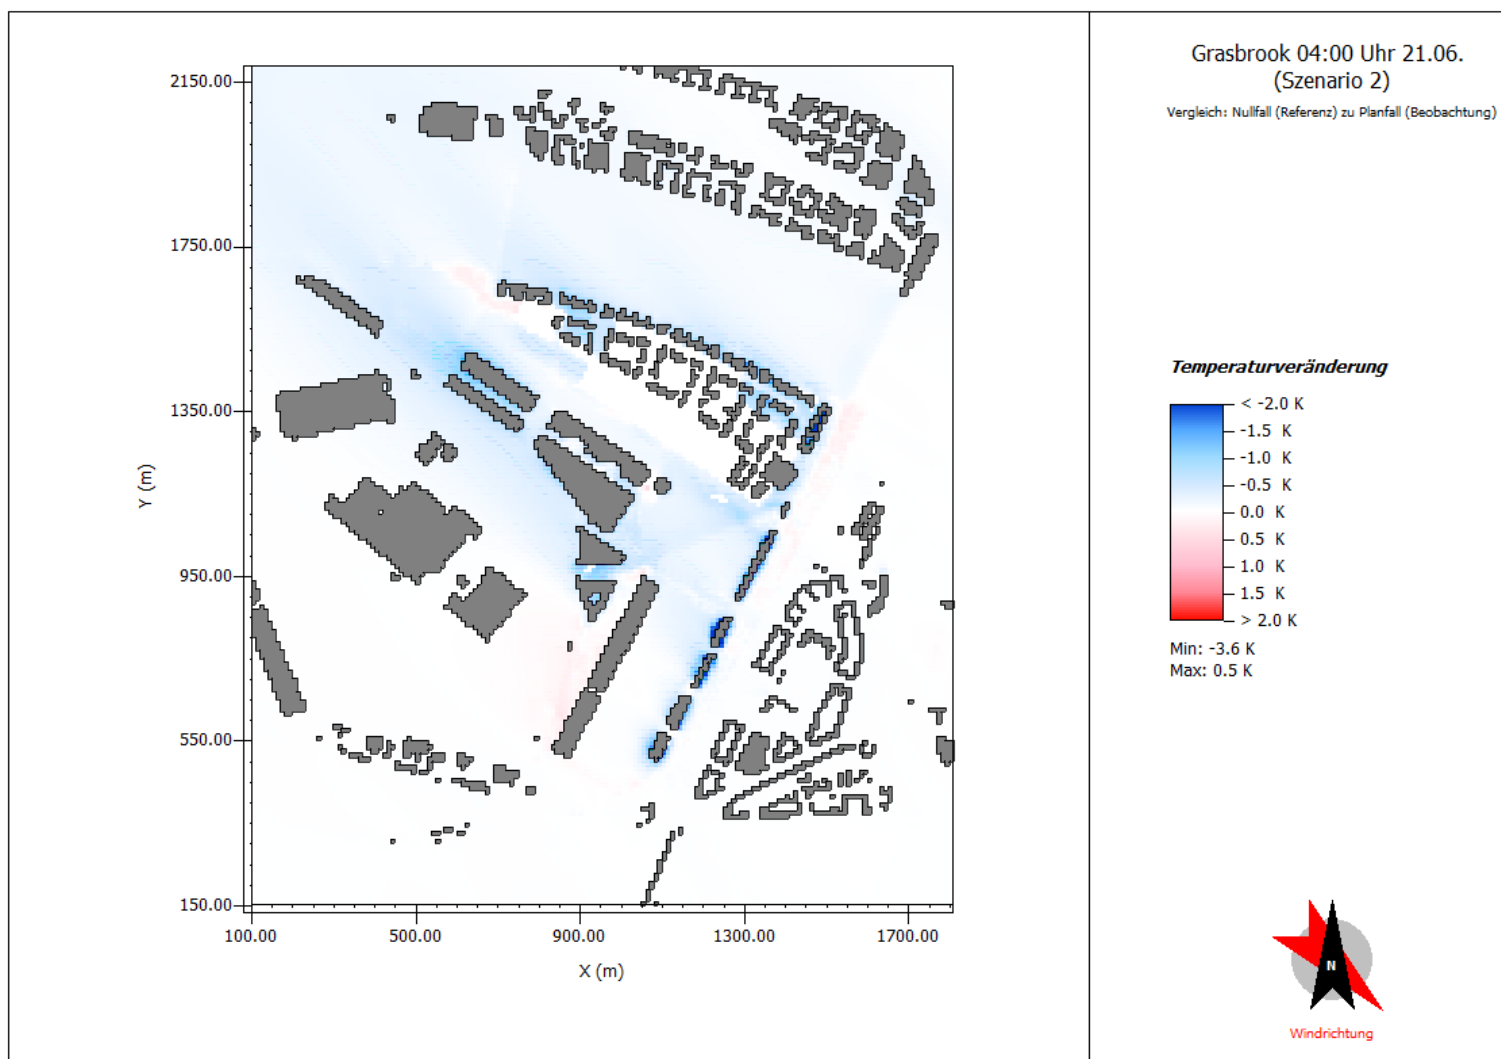 Grasbrook 04:00 Uhr 21.06.
(Szenario 2)
Vergleich: Nullfall (Referenz) zu Planfall (Beobachtung)
2150.00
1750.00
1350.00
950.00
550.00
150.00
Y (m)
100.00 500.00 900.00 1300.00 1700.00
X (m)
Temperaturveränderung
< -2.0 K
-1.5 K
-1.0 K
-0.5 K
0.0 K
0.5 K
1.0 K
1.5 K
> 2.0 K
Min: -3.6 K
Max: 0.5 K
N
Windrichtung